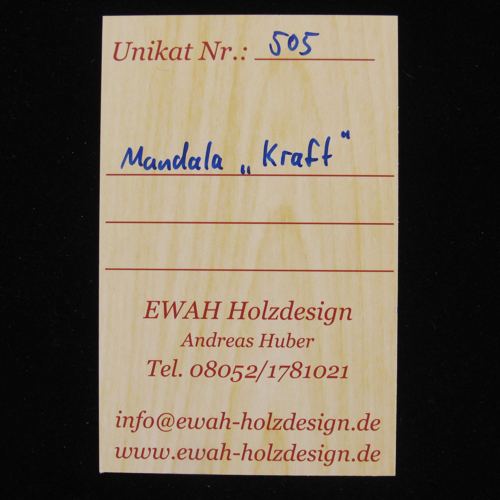 Unikat Nr.: 505
Mandala „Kraft“
EWAH Holzdesign
Andreas Huber
Tel. 08052/1781021
info@ewah-holzdesign.de
www.ewah-holzdesign.de